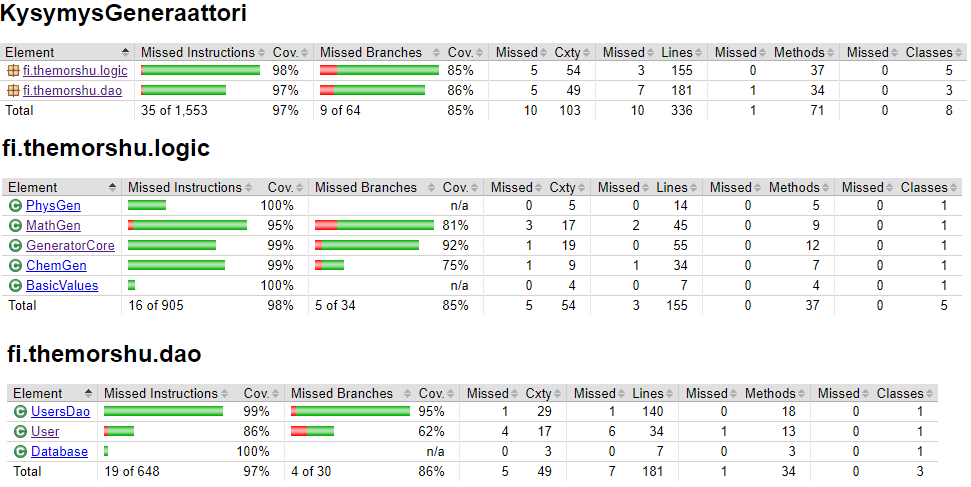 KysymysGeneraattori
Element Missed Instructions Cov. Missed Branches Cov. Missed Cxty Missed Lines Missed Methods Missed Classes
fi.themorshu.logic 98% 85% 5 54 3 155 0 37 0 5
fi.themorshu.dao 97% 86% 5 49 7 181 1 34 0 3
Total 35 of 1,553 97% 9 of 64 85% 10 103 10 336 1 71 0 8
fi.themorshu.logic
Element Missed Instructions Cov. Missed Branches Cov. Missed Cxty Missed Lines Missed Methods Missed Classes
C PhysGen 100% n/a 0 5 0 14 0 5 0 1
C MathGen 95% 81% 3 17 2 45 0 9 0 1
C GeneratorCore 99% 92% 1 19 0 55 0 12 0 1
C ChemGen 99% 75% 1 9 1 34 0 7 0 1
C BasicValues 100% n/a 0 4 0 7 0 4 0 1
Total 16 of 905 98% 5 of 34 85% 5 54 3 155 0 37 0 5
fi.themorshu.dao
Element Missed Instructions Cov. Missed Branches Cov. Missed Cxty Missed Lines Missed Methods Missed Classes
C UsersDao 99% 95% 1 29 1 140 0 18 0 1
C User 86% 62% 4 17 6 34 1 13 0 1
C Database 100% n/a 0 3 0 7 0 3 0 1
Total 19 of 648 97% 4 of 30 86% 5 49 7 181 1 34 0 3